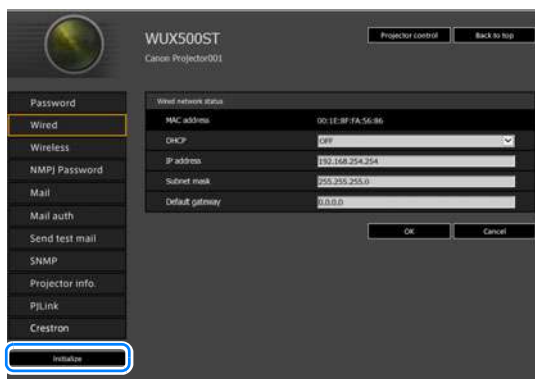 WUX500ST
Projector control
Back to top
Canon Projector001
Password
Wired
Wireless
NMPJ Password
Mail
Mail auth
Send test mail
SNMP
Projector info.
PJLink
Crestron
Initialize
Wired network status
MAC address 00:1E:8F:FA:56:86
DHCP OFF
IP address 192.168.254.254
Subnet mask 255.255.255.0
Default gateway 0.0.0.0
OK
Cancel